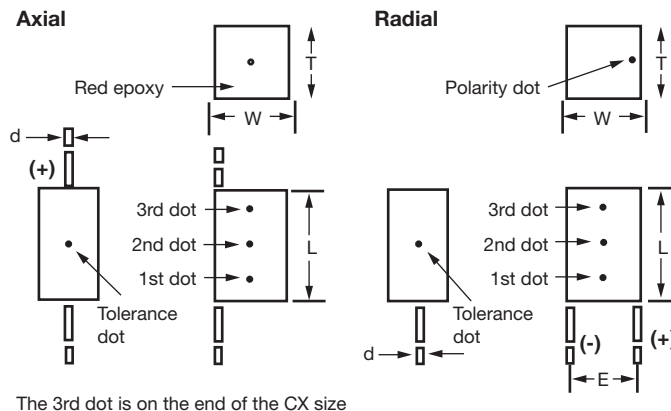 Axial
Red epoxy
T
W
d
(+)
3rd dot
2nd dot
1st dot
L
Tolerance
dot
Radial
Polarity dot
T
W
3rd dot
2nd dot
1st dot
L
Tolerance
dot
d
(-)
(+)
E
The 3rd dot is on the end of the CX size